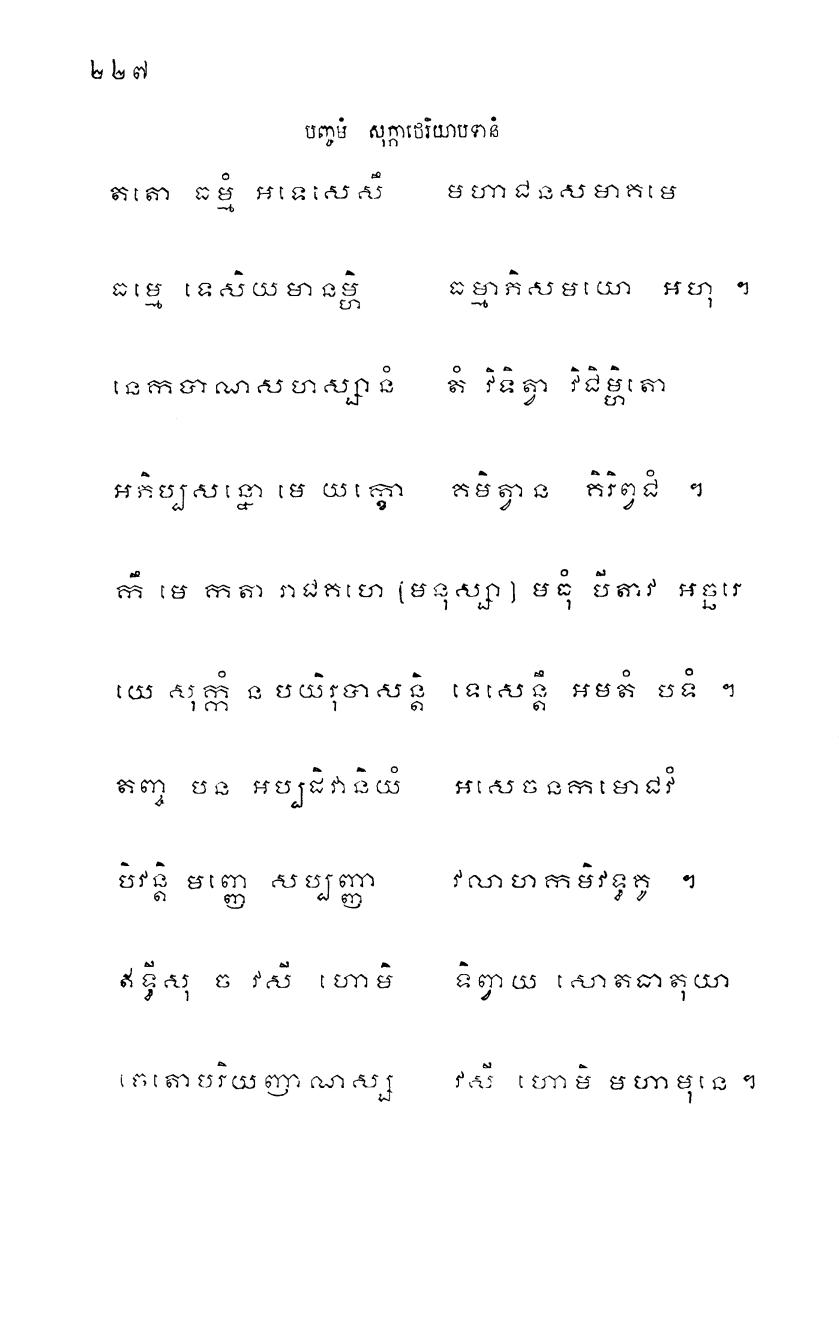 ២២៧
បញ្ចមំ សុក្កាថេរិយាបទានំ
តតោ ធម្មំ អទេសេសឹ មហាជនសមាគមេ
ធម្មេ ទេសិយមានម្ហិ ធម្មាភិសមយោ អហុ ។
នេកបាណសហស្សានំ តំ វិទិត្វា វិជិម្ហិតោ
អភិប្បសន្នោ មេ យក្ខោ គមិត្វាន គិរិព្វជំ ។
កឹ មេ កតា រាជគហេ (មនុស្សា) មធុំ បីតាវ អច្ឆរេ
យេ សុក្កំ ន បយិរុបាសន្តិ ទេសេន្តឹ អមតំ បទំ ។
តញ្ច បន អប្បដិវានិយំ អសេចនកមោជវំ
បិវន្តិ មញ្ញេ សប្បញ្ញា វលាហកមិវទ្ធគូ ។
ឥទ្ធីសុ ច វសី ហោមិ ទិព្វាយ សោតធាតុយា
ចេតោបរិយញាណស្ស វសី ហោមិ មហាមុនេ ។